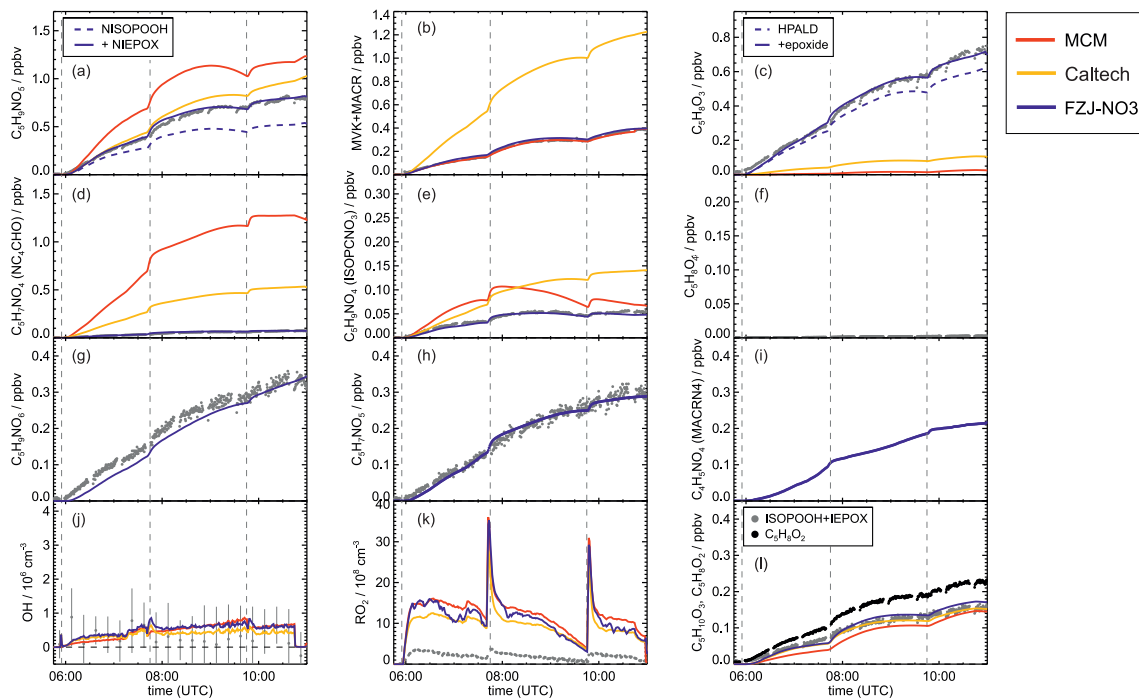 NISOPOOH
+ NIEPOX
(a)
C₅H₉NO₅ / ppbv
1.5
1.0
0.5
0.0
(b)
MVK+MACR / ppbv
1.4
1.2
1.0
0.8
0.6
0.4
0.2
0.0
HPALD
+epoxide
(c)
C₅H₈O₃ / ppbv
1.0
0.8
0.6
0.4
0.2
0.0
MCM
Caltech
FZJ-NO3
(d)
C₅H₇NO₄ (NC₄CHO) / ppbv
1.5
1.0
0.5
0.0
(e)
C₅H₉NO₄ (ISOPCNO₃) / ppbv
0.30
0.25
0.20
0.15
0.10
0.05
0.00
(f)
C₅H₈O₄ / ppbv
0.20
0.15
0.10
0.05
0.00
(g)
C₅H₉NO₆ / ppbv
0.4
0.3
0.2
0.1
0.0
(h)
C₅H₇NO₅ / ppbv
0.4
0.3
0.2
0.1
0.0
(i)
C₄H₅NO₄ (MACRN4) / ppbv
0.4
0.3
0.2
0.1
0.0
(j)
OH / 10⁶ cm⁻³
4
3
2
1
0
06:00 08:00 10:00
time (UTC)
(k)
RO₂ / 10⁸ cm⁻³
30
20
10
0
06:00 08:00 10:00
time (UTC)
ISOPOOH+IEPOX
C₅H₈O₂
(l)
C₅H₁₀O₃, C₅H₈O₂ / ppbv
0.4
0.3
0.2
0.1
0.0
06:00 08:00 10:00
time (UTC)